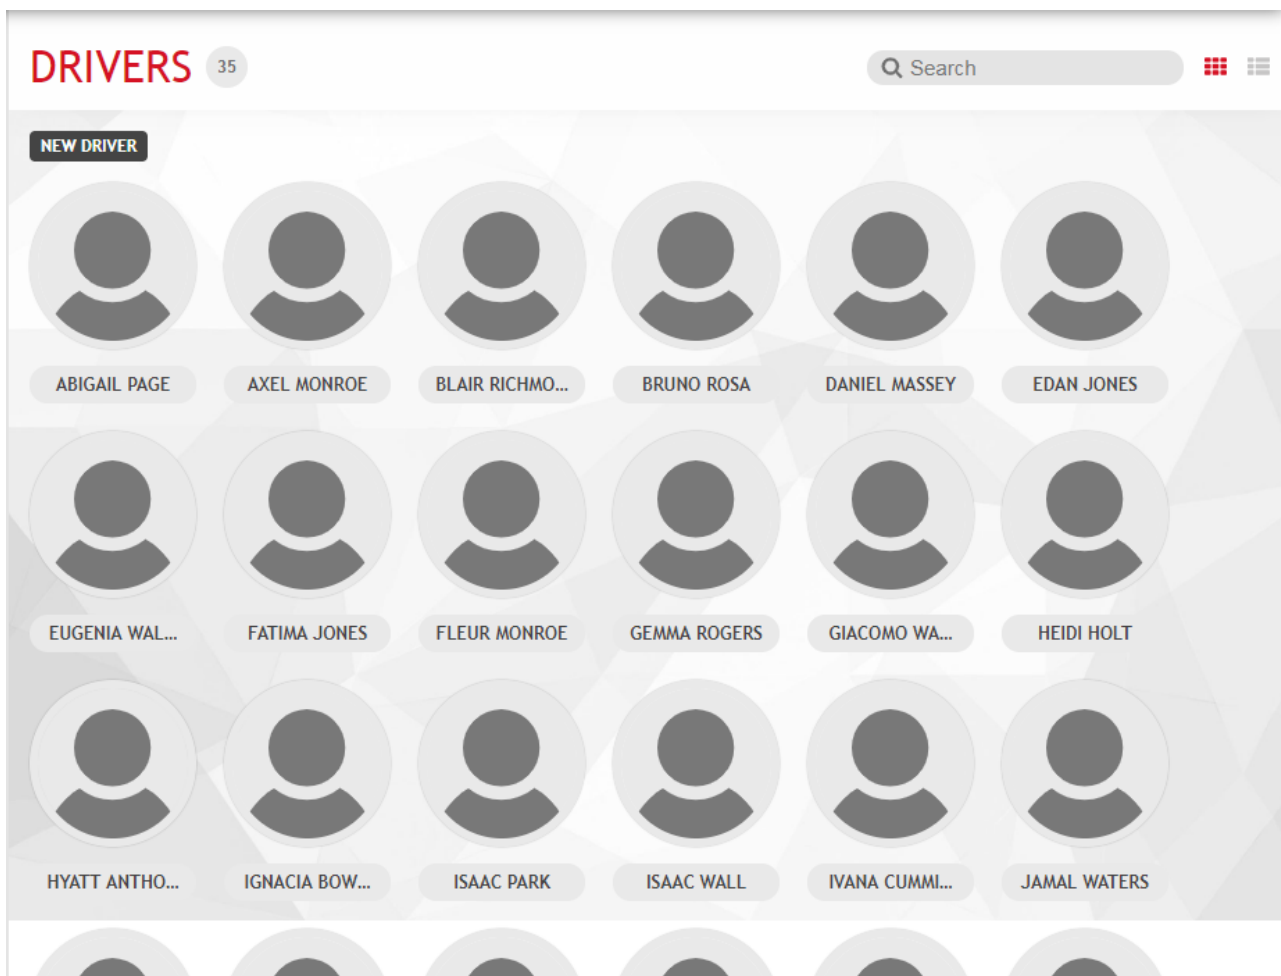 DRIVERS 35 Search
NEW DRIVER
ABIGAIL PAGE AXEL MONROE BLAIR RICHMO... BRUNO ROSA DANIEL MASSEY EDAN JONES
EUGENIA WAL... FATIMA JONES FLEUR MONROE GEMMA ROGERS GIACOMO WA... HEIDI HOLT
HYATT ANTHO... IGNACIA BOW... ISAAC PARK ISAAC WALL IVANA CUMMI... JAMAL WATERS